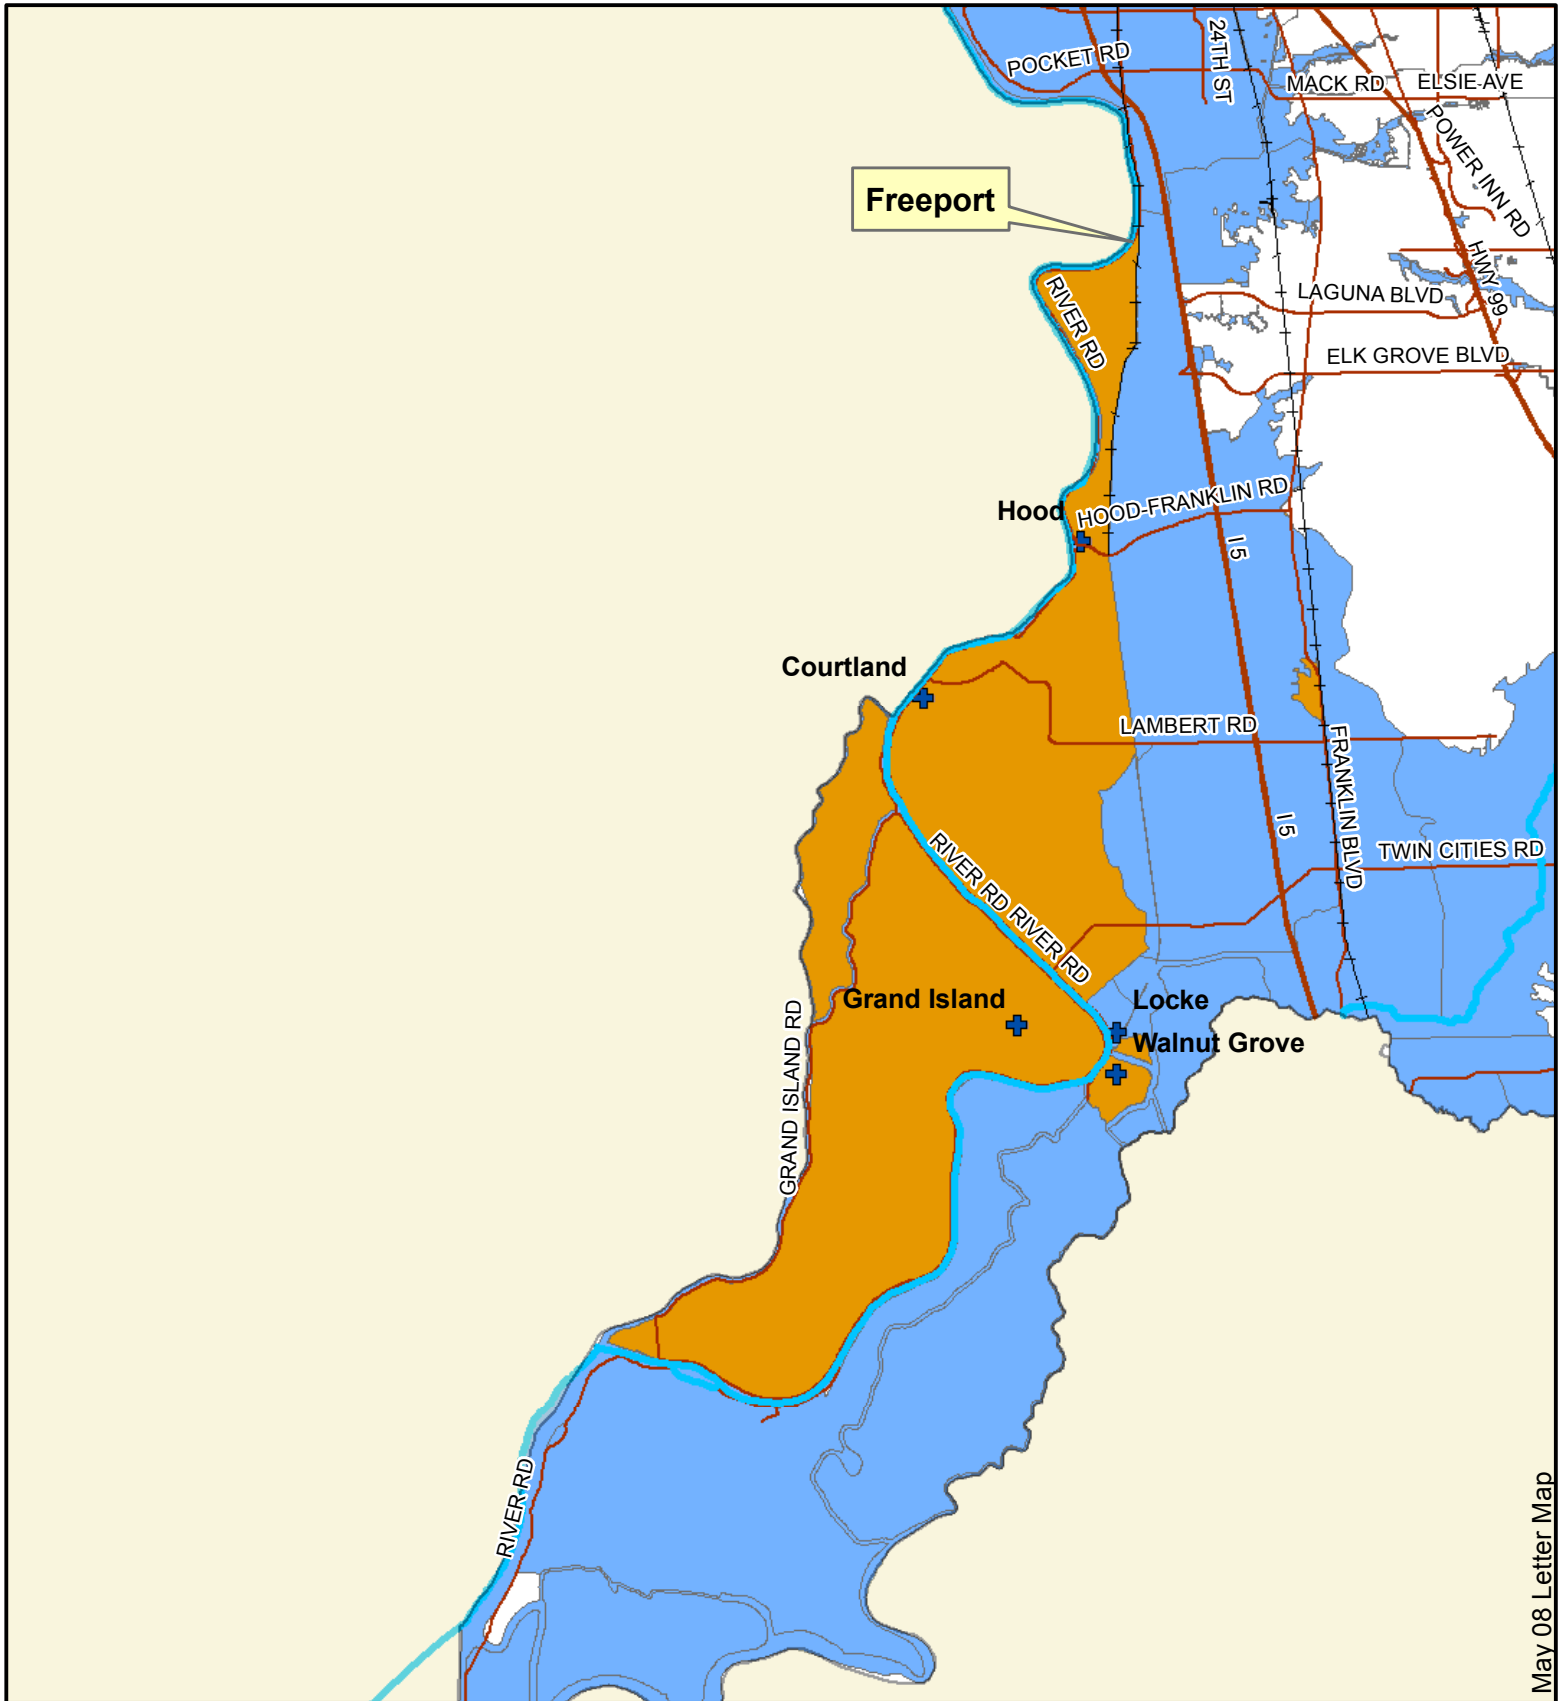 POCKET RD
24TH ST
MACK RD
ELSIE AVE
POWER INN RD
Freeport
HWY 99
RIVER RD
LAGUNA BLVD
ELK GROVE BLVD
Hood
HOOD-FRANKLIN RD
I 5
Courtland
LAMBERT RD
FRANKLIN BLVD
I 5
TWIN CITIES RD
RIVER RD
RIVER RD
Grand Island
Locke
Walnut Grove
GRAND ISLAND RD
RIVER RD
May 08 Letter Map